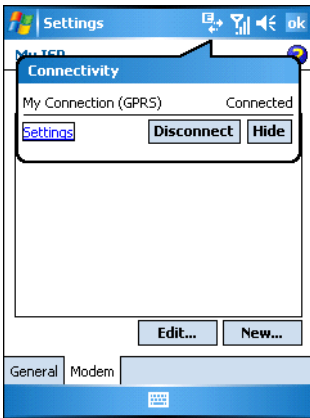 Settings
ok
My ISP
Connectivity
My Connection (GPRS) Connected
Settings Disconnect Hide
Edit... New...
General Modem